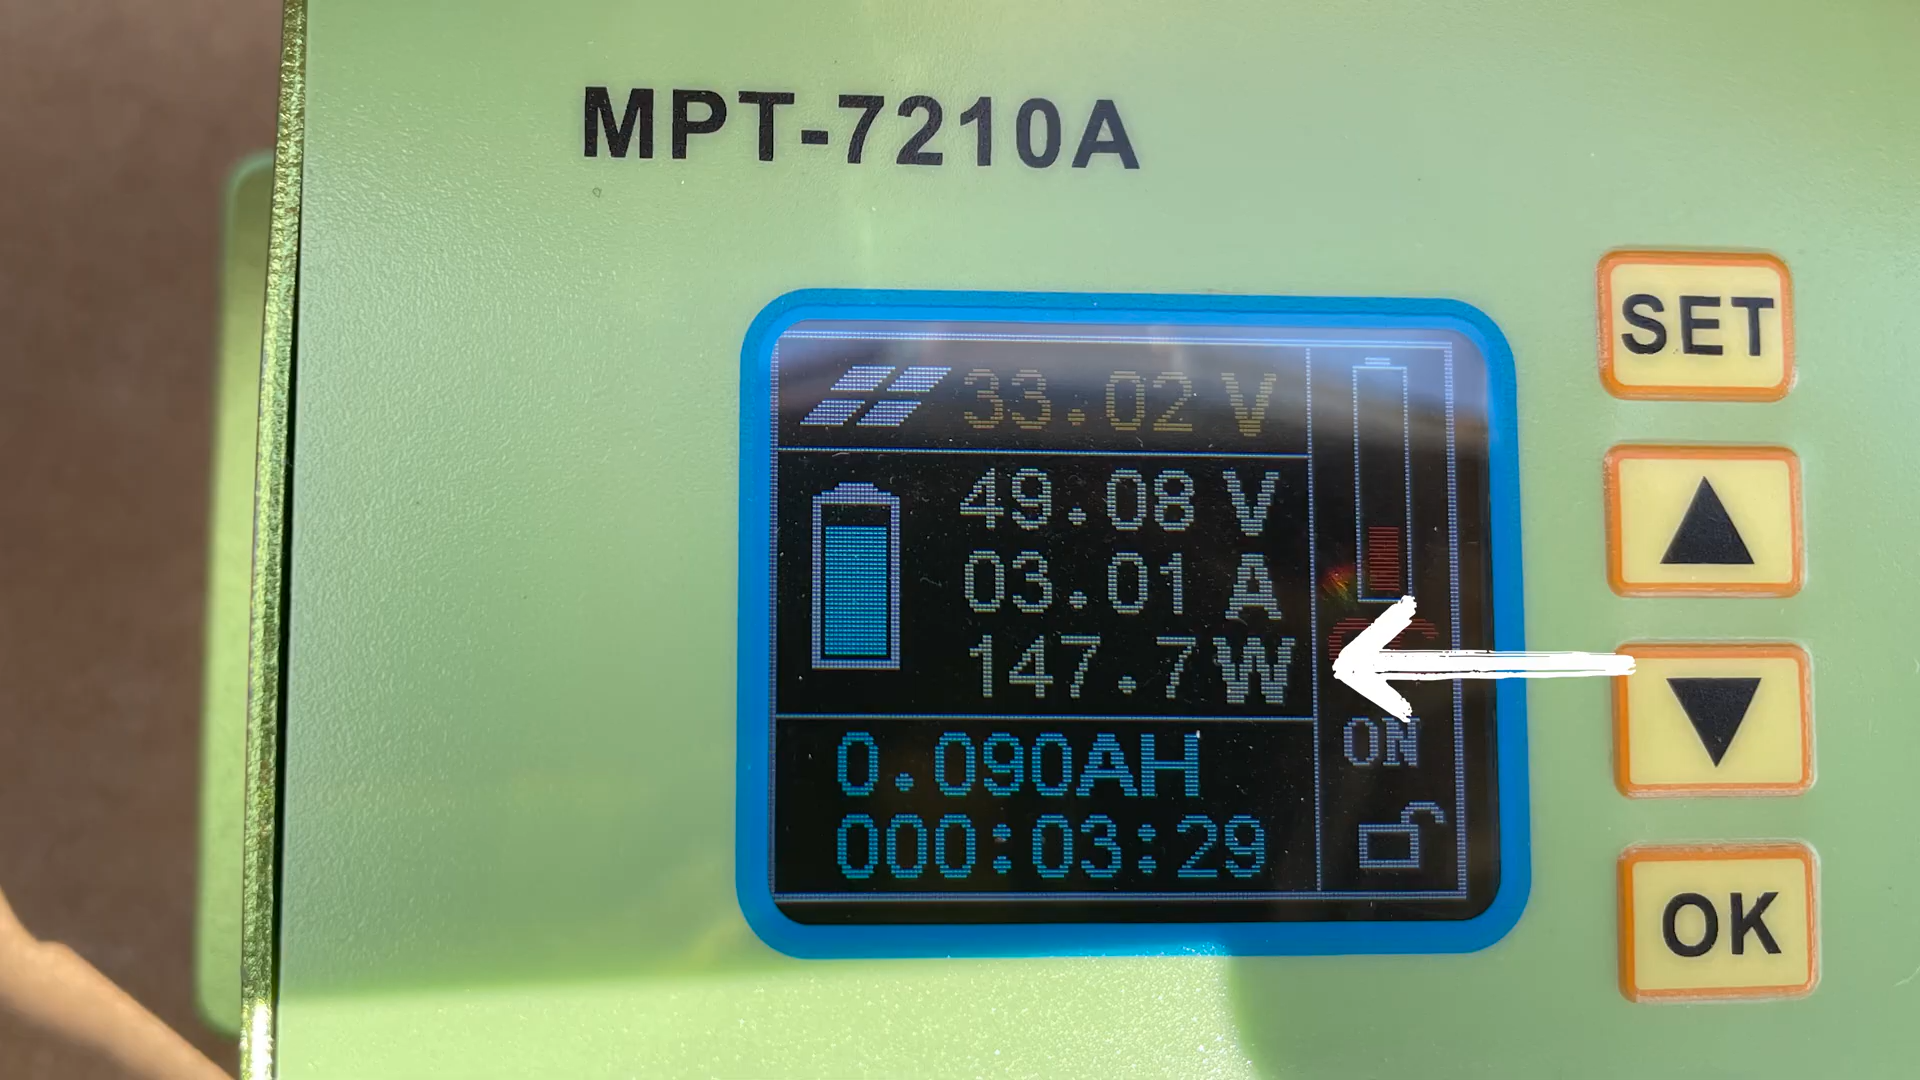 MPT-7210A
33.02 V
49.08 V
03.01 A
147.7 W
0.090AH
000:03:29
ON
SET
OK